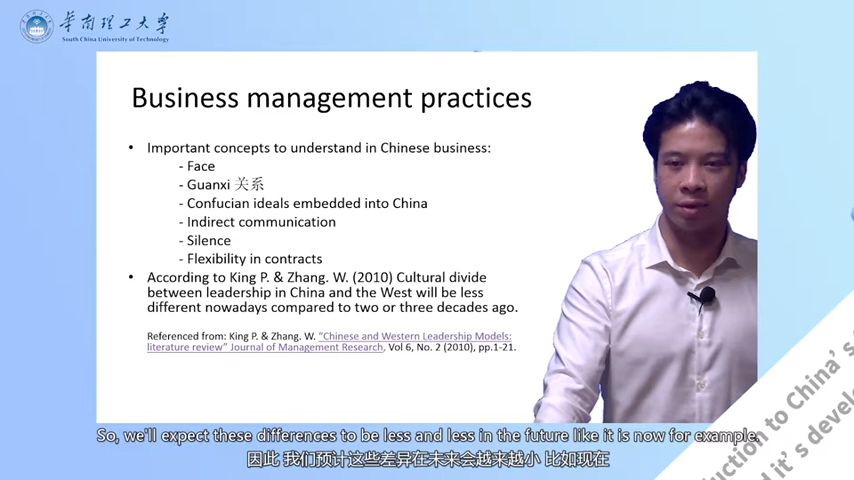 华南理工大学
South China University of Technology
Business management practices
• Important concepts to understand in Chinese business:
- Face
- Guanxi 关系
- Confucian ideals embedded into China
- Indirect communication
- Silence
- Flexibility in contracts
• According to King P. & Zhang. W. (2010) Cultural divide
between leadership in China and the West will be less
different nowadays compared to two or three decades ago.
Referenced from: King P. & Zhang. W. "Chinese and Western Leadership Models:
literature review" Journal of Management Research, Vol 6, No. 2 (2010), pp.1-21.
duction to China's
d it's develo
So, we'll expect these differences to be less and less in the future like it is now for example.
因此 我们预计这些差异在未来会越来越小 比如现在